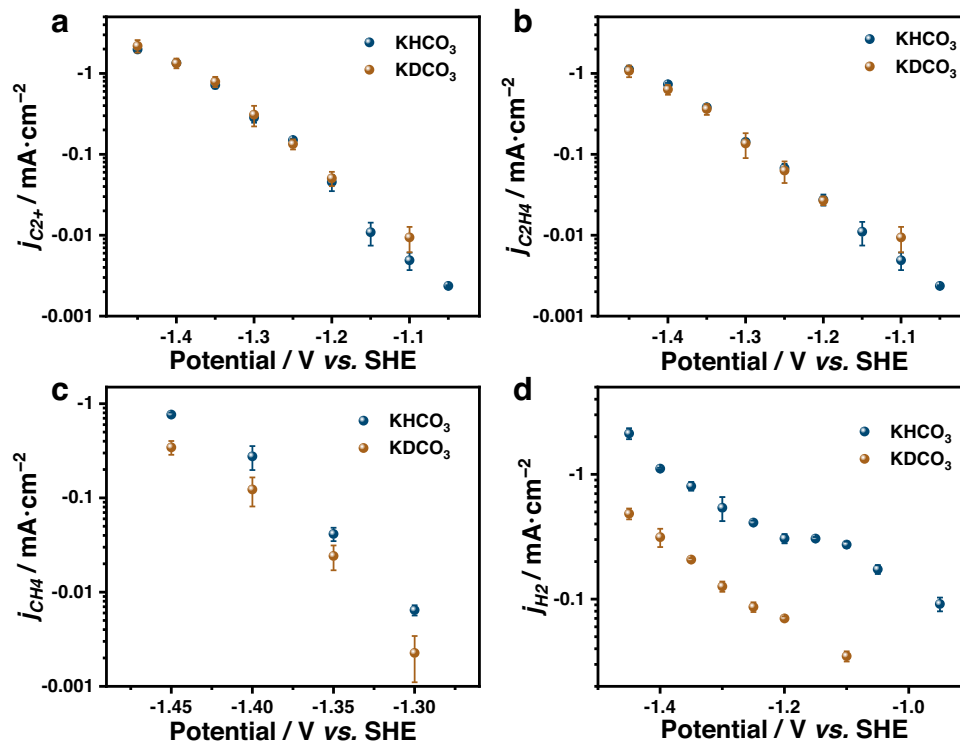 a
KHCO₃
KDCO₃
-1
-0.1
-0.01
-0.001
j_C2+ / mA·cm⁻²
-1.4 -1.3 -1.2 -1.1
Potential / V vs. SHE
b
KHCO₃
KDCO₃
-1
-0.1
-0.01
-0.001
j_C2H4 / mA·cm⁻²
-1.4 -1.3 -1.2 -1.1
Potential / V vs. SHE
c
KHCO₃
KDCO₃
-1
-0.1
-0.01
-0.001
j_CH4 / mA·cm⁻²
-1.45 -1.40 -1.35 -1.30
Potential / V vs. SHE
d
KHCO₃
KDCO₃
-1
-0.1
j_H2 / mA·cm⁻²
-1.4 -1.2 -1.0
Potential / V vs. SHE